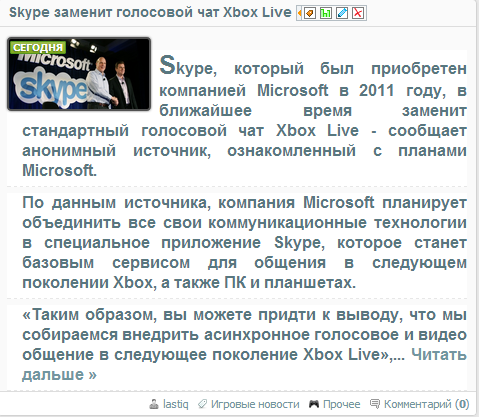 Skype заменит голосовой чат Xbox Live
СЕГОДНЯ
Microsoft
skype
Skype, который был приобретен
компанией Microsoft в 2011 году, в
ближайшее время заменит
стандартный голосовой чат Xbox Live - сообщает
анонимный источник, ознакомленный с планами
Microsoft.
По данным источника, компания Microsoft планирует
объединить все свои коммуникационные технологии
в специальное приложение Skype, которое станет
базовым сервисом для общения в следующем
поколении Xbox, а также ПК и планшетах.
«Таким образом, вы можете придти к выводу, что мы
собираемся внедрить асинхронное голосовое и видео
общение в следующее поколение Xbox Live»,... Читать
дальше »
lastiq Игровые новости Прочее Комментарий (0)